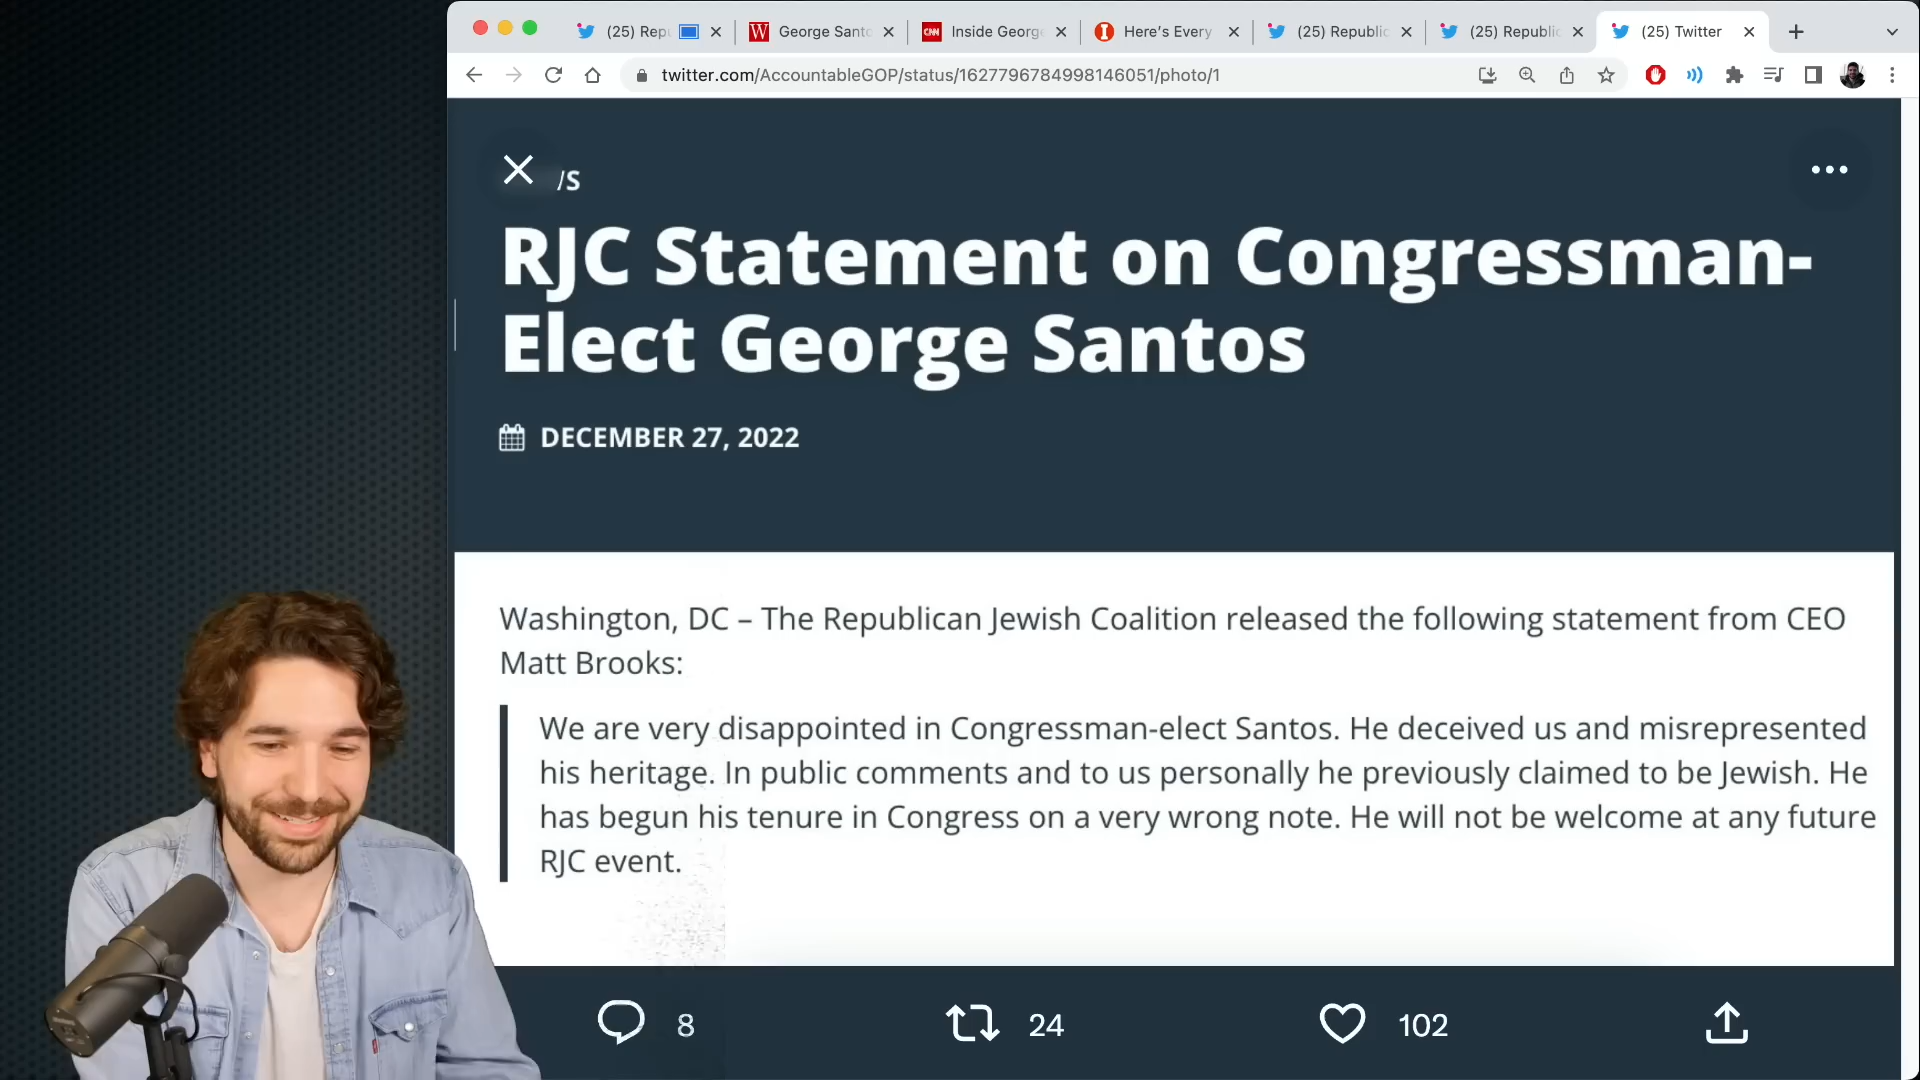 (25) Rep
George Santo
CNN
Inside George
Here's Every
(25) Republic
(25) Republic
(25) Twitter
twitter.com/AccountableGOP/status/1627796784998146051/photo/1
/S
RJC Statement on Congressman-
Elect George Santos
DECEMBER 27, 2022
Washington, DC – The Republican Jewish Coalition released the following statement from CEO
Matt Brooks:
We are very disappointed in Congressman-elect Santos. He deceived us and misrepresented
his heritage. In public comments and to us personally he previously claimed to be Jewish. He
has begun his tenure in Congress on a very wrong note. He will not be welcome at any future
RJC event.
8
24
102